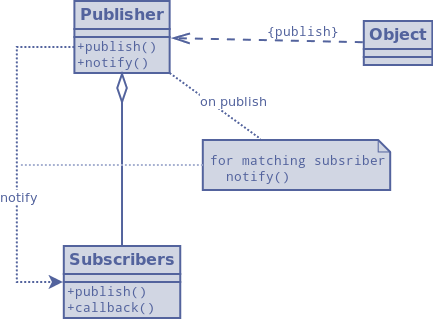 Publisher
+publish()
+notify()
{publish}
Object
on publish
for matching subsriber
notify()
notify
Subscribers
+publish()
+callback()